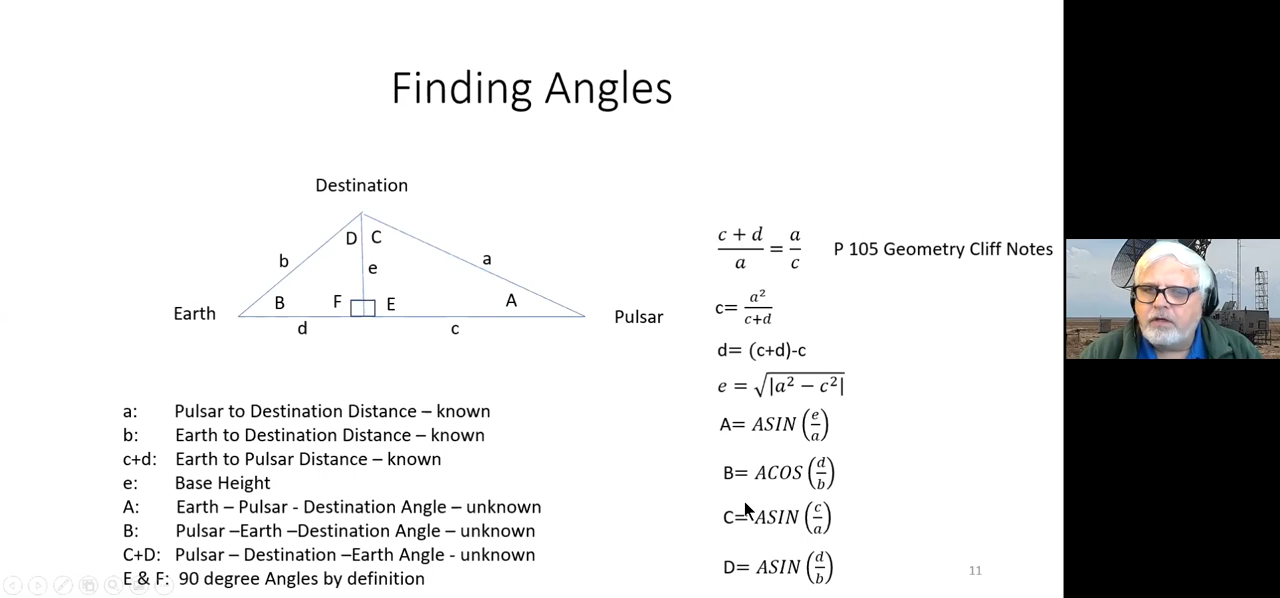 Finding Angles
Destination
D C
b e a
B F E A
Earth Pulsar
d c
a: Pulsar to Destination Distance – known
b: Earth to Destination Distance – known
c+d: Earth to Pulsar Distance – known
e: Base Height
A: Earth – Pulsar - Destination Angle – unknown
B: Pulsar –Earth –Destination Angle – unknown
C+D: Pulsar – Destination –Earth Angle - unknown
E & F: 90 degree Angles by definition
(c + d)/a = a/c P 105 Geometry Cliff Notes
c= a²/(c+d)
d= (c+d)-c
e = √|a² − c²|
A= ASIN (e/a)
B= ACOS (d/b)
C= ASIN (c/a)
D= ASIN (d/b)
11